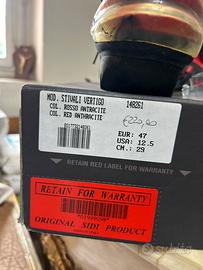 MOD. STIVALI VERTIGO 148261
COL. ROSSO ANTRACITE
COL. RED ANTHRACITE
€220,00
EUR: 47
USA: 12.5
CM.: 29
RETAIN RED LABEL FOR WARRANTY
RETAIN FOR WARRANTY
ORIGINAL SIDI PRODUCT
subito